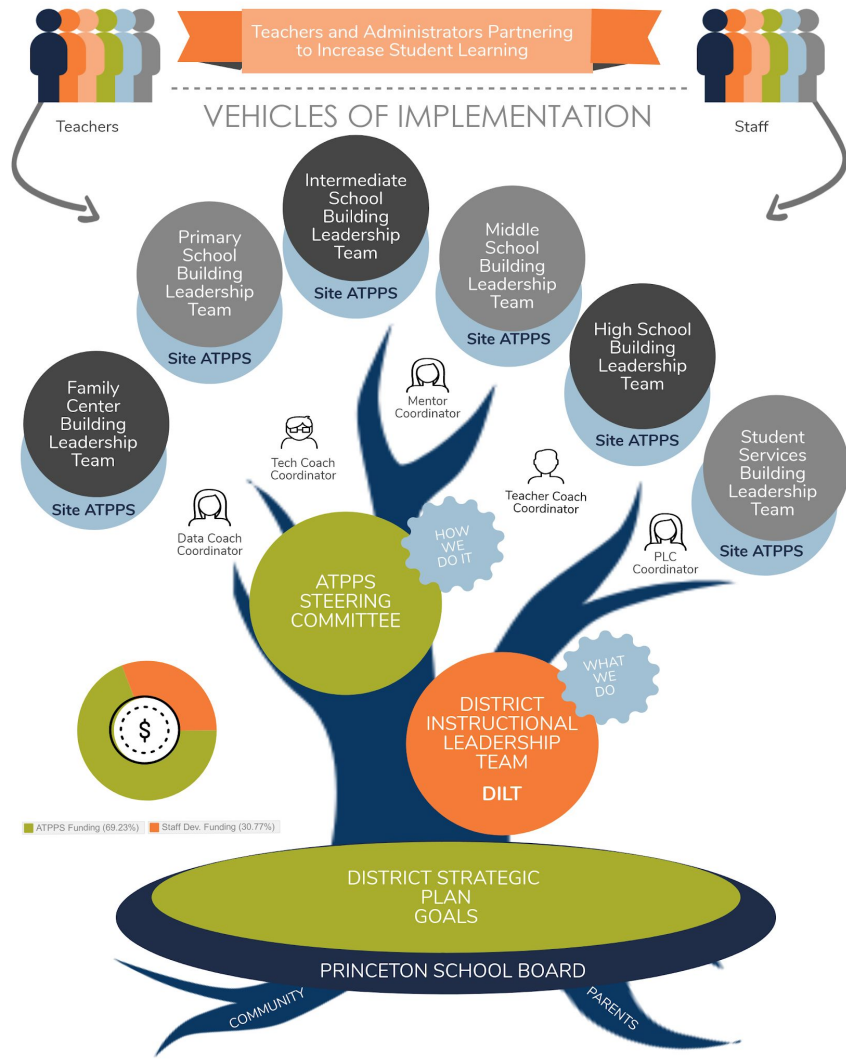 Teachers and Administrators Partnering
to Increase Student Learning
Teachers
VEHICLES OF IMPLEMENTATION
Staff
Intermediate
School
Building
Leadership
Team
Site ATPPS
Primary
School
Building
Leadership
Team
Site ATPPS
Middle
School
Building
Leadership
Team
Site ATPPS
High School
Building
Leadership
Team
Site ATPPS
Family
Center
Building
Leadership
Team
Site ATPPS
Student
Services
Building
Leadership
Team
Site ATPPS
Mentor
Coordinator
Tech Coach
Coordinator
Teacher Coach
Coordinator
Data Coach
Coordinator
PLC
Coordinator
HOW
WE
DO IT
ATPPS
STEERING
COMMITTEE
WHAT
WE
DO
DISTRICT
INSTRUCTIONAL
LEADERSHIP
TEAM
DILT
$
ATPPS Funding (69.23%)
Staff Dev. Funding (30.77%)
DISTRICT STRATEGIC
PLAN
GOALS
PRINCETON SCHOOL BOARD
COMMUNITY
PARENTS